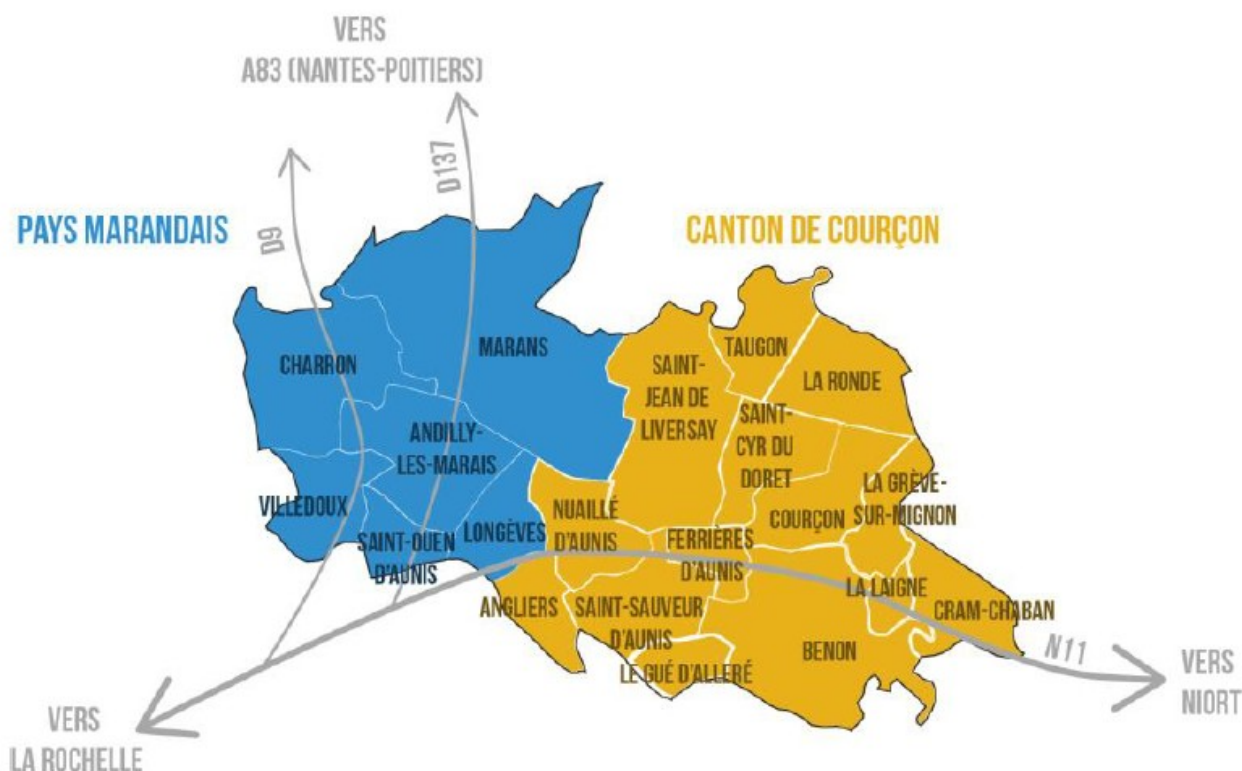 VERS
A83 (NANTES-POITIERS)
D137
D9
PAYS MARANDAIS
CANTON DE COURÇON
CHARRON
MARANS
TAUGON
SAINT-
JEAN DE
LIVERSAY
LA RONDE
SAINT-
CYR DU
DORET
ANDILLY-
LES-MARAIS
LA GRÈVE-
SUR-MIGNON
VILLEDOUX
NUAILLÉ
D'AUNIS
COURÇON
SAINT-OUEN
-D'AUNIS
LONGÈVES
FERRIÈRES
D'AUNIS
LA LAIGNE
ANGLIERS
SAINT-SAUVEUR
D'AUNIS
CRAM-CHABAN
BENON
LE GUÉ D'ALLERÉ
N11
VERS
NIORT
VERS
LA ROCHELLE